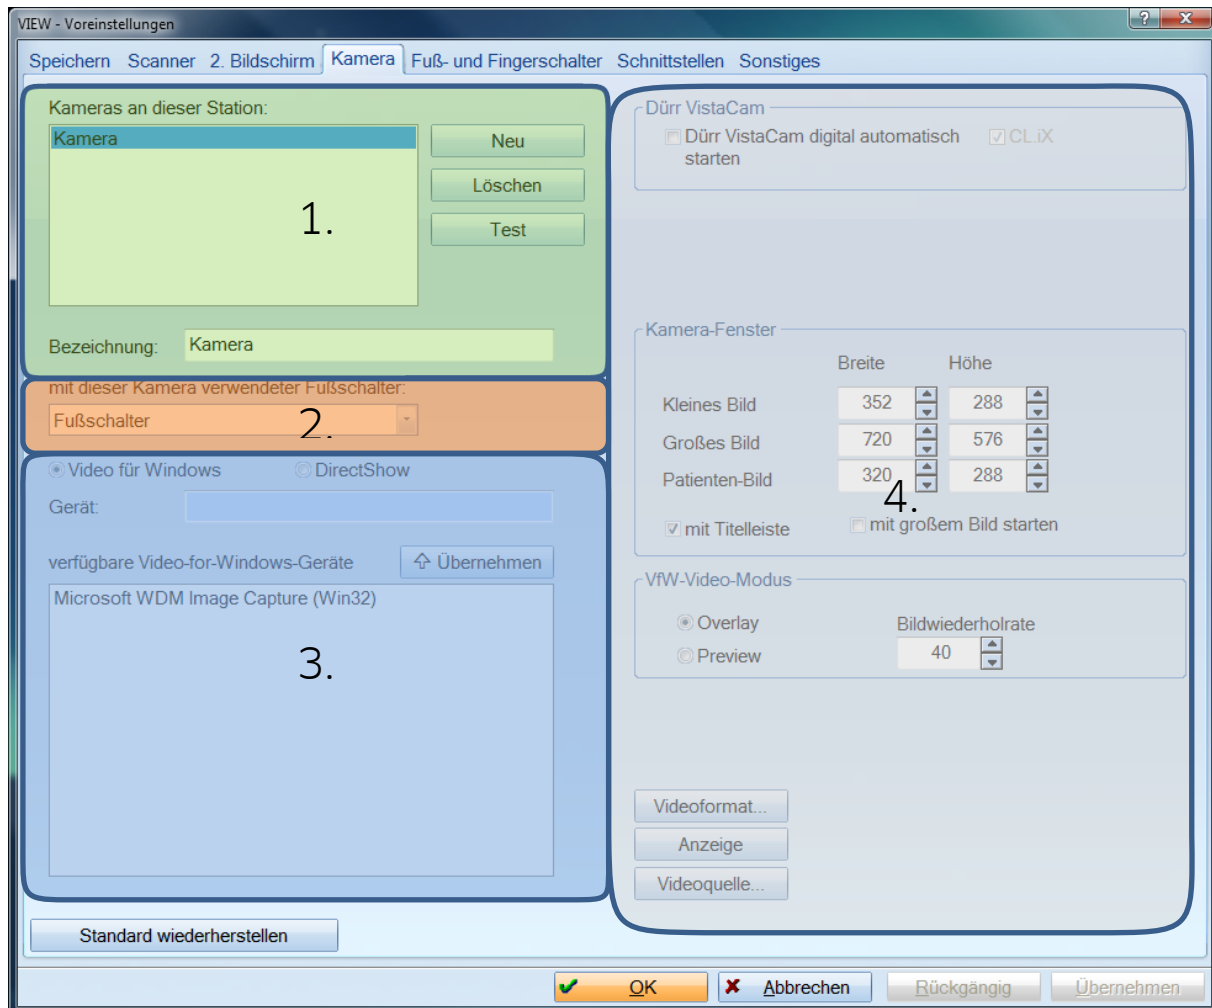 VIEW - Voreinstellungen
?
X
Speichern Scanner 2. Bildschirm Kamera Fuß- und Fingerschalter Schnittstellen Sonstiges
Kameras an dieser Station:
Kamera
Neu
Löschen
Test
1.
Bezeichnung: Kamera
mit dieser Kamera verwendeter Fußschalter:
Fußschalter
2.
Video für Windows DirectShow
Gerät:
verfügbare Video-for-Windows-Geräte Übernehmen
Microsoft WDM Image Capture (Win32)
3.
Standard wiederherstellen
Dürr VistaCam
Dürr VistaCam digital automatisch CL.iX
starten
Kamera-Fenster
Breite Höhe
Kleines Bild 352 288
Großes Bild 720 576
Patienten-Bild 320 288
4.
mit Titelleiste mit großem Bild starten
VfW-Video-Modus
Overlay Bildwiederholrate
Preview 40
Videoformat...
Anzeige
Videoquelle...
OK Abbrechen Rückgängig Übernehmen